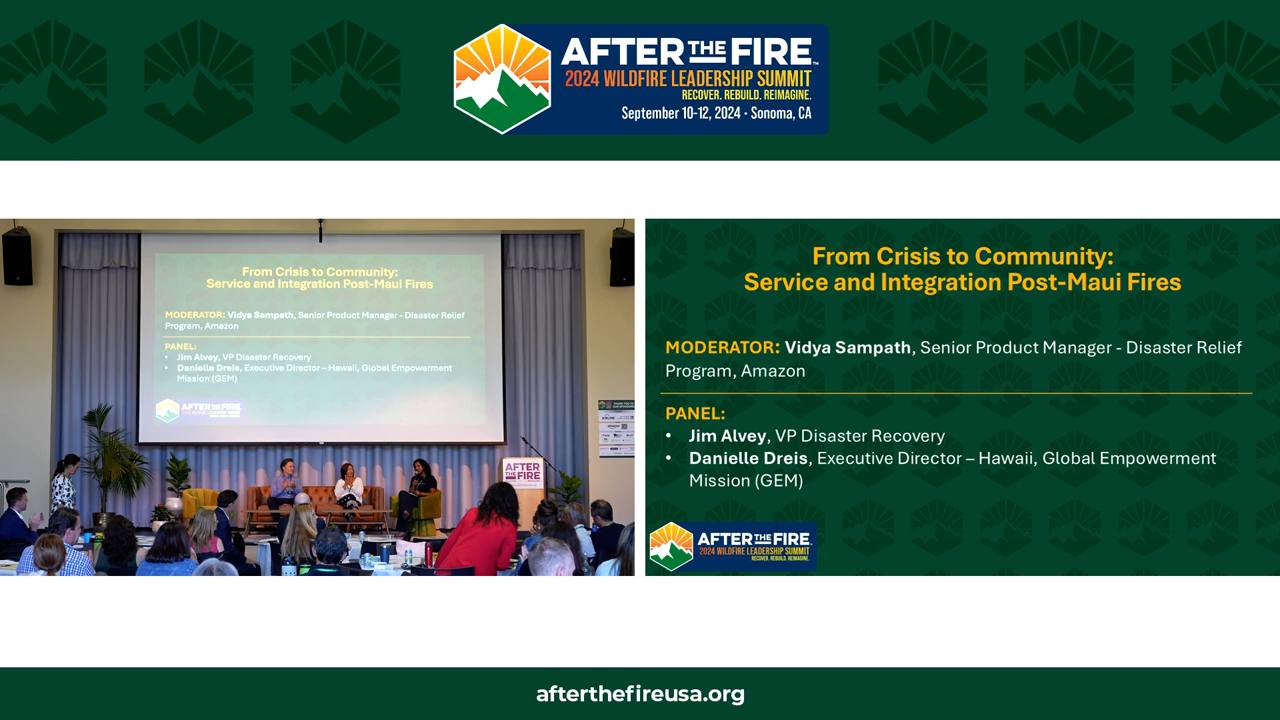 AFTER THE FIRE™
2024 WILDFIRE LEADERSHIP SUMMIT
RECOVER. REBUILD. REIMAGINE.
September 10-12, 2024 · Sonoma, CA
From Crisis to Community:
Service and Integration Post-Maui Fires
MODERATOR: Vidya Sampath, Senior Product Manager - Disaster Relief
Program, Amazon
PANEL:
• Jim Alvey, VP Disaster Recovery
• Danielle Dreis, Executive Director – Hawaii, Global Empowerment
Mission (GEM)
AFTER THE FIRE
AFTER
THE FIRE
From Crisis to Community:
Service and Integration Post-Maui Fires
MODERATOR: Vidya Sampath, Senior Product Manager - Disaster Relief
Program, Amazon
PANEL:
• Jim Alvey, VP Disaster Recovery
• Danielle Dreis, Executive Director – Hawaii, Global Empowerment
Mission (GEM)
AFTER THE FIRE
2024 WILDFIRE LEADERSHIP SUMMIT
RECOVER. REBUILD. REIMAGINE.
afterthefireusa.org